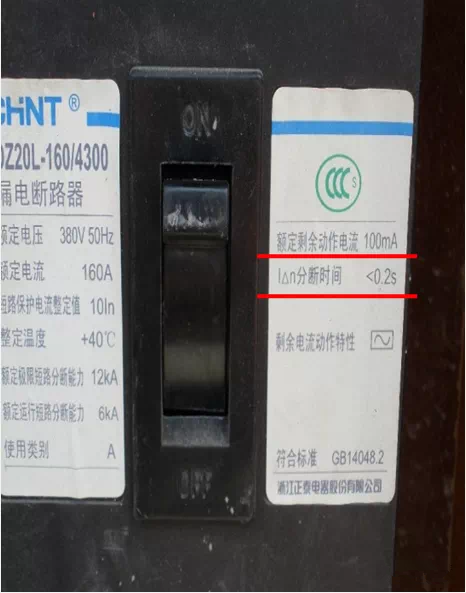 CHNT®
DZ20L-160/4300
漏电断路器
额定电压 380V 50Hz
额定电流 160A
短路保护电流整定值 10In
整定温度 +40℃
额定极限短路分断能力 12kA
额定运行短路分断能力 6kA
使用类别 A
ON
OFF
CCC S
额定剩余动作电流 100mA
I△n分断时间 <0.2s
剩余电流动作特性
符合标准 GB14048.2
浙江正泰电器股份有限公司